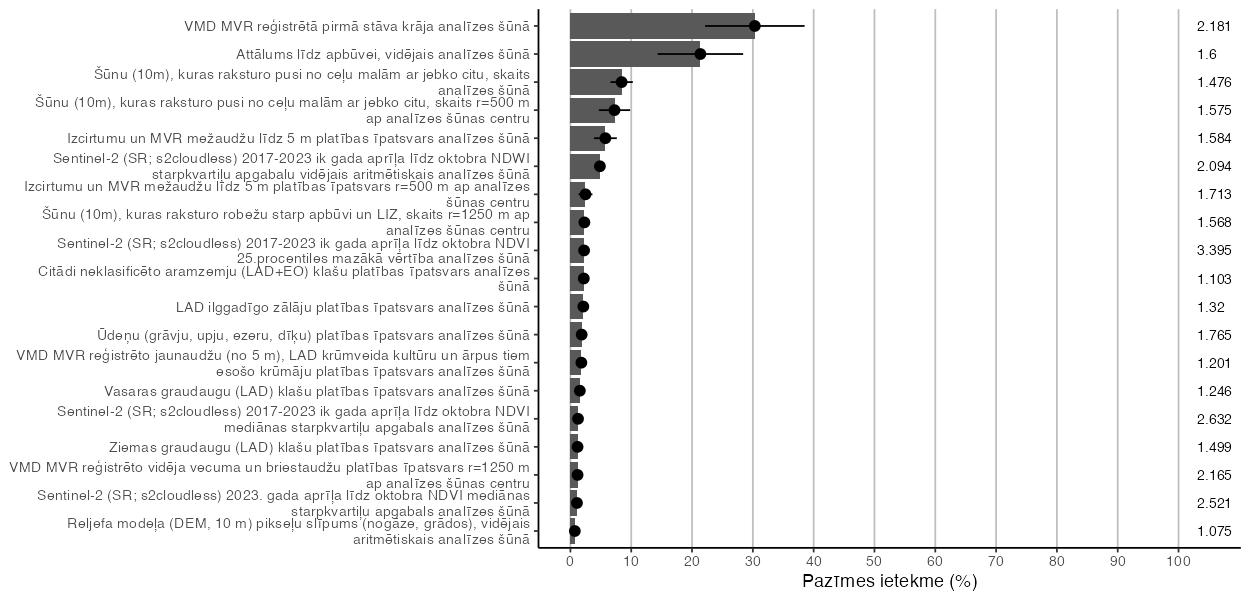 VMD MVR reģistrētā pirmā stāva krāja analīzes šūnā
2.181
Attālums līdz apbūvei, vidējais analīzes šūnā
1.6
Šūnu (10m), kuras raksturo pusi no ceļu malām ar jebko citu, skaits
analīzes šūnā
1.476
Šūnu (10m), kuras raksturo pusi no ceļu malām ar jebko citu, skaits r=500 m
ap analīzes šūnas centru
1.575
Izcirtumu un MVR mežaudžu līdz 5 m platības īpatsvars analīzes šūnā
1.584
Sentinel-2 (SR; s2cloudless) 2017-2023 ik gada aprīļa līdz oktobra NDWI
starpkvartiļu apgabalu vidējais aritmētiskais analīzes šūnā
2.094
Izcirtumu un MVR mežaudžu līdz 5 m platības īpatsvars r=500 m ap analīzes
šūnas centru
1.713
Šūnu (10m), kuras raksturo robežu starp apbūvi un LIZ, skaits r=1250 m ap
analīzes šūnas centru
1.568
Sentinel-2 (SR; s2cloudless) 2017-2023 ik gada aprīļa līdz oktobra NDVI
25.procentiles mazākā vērtība analīzes šūnā
3.395
Citādi neklasificēto aramzemju (LAD+EO) klašu platības īpatsvars analīzes
šūnā
1.103
LAD ilggadīgo zālāju platības īpatsvars analīzes šūnā
1.32
Ūdeņu (grāvju, upju, ezeru, dīķu) platības īpatsvars analīzes šūnā
1.765
VMD MVR reģistrēto jaunaudžu (no 5 m), LAD krūmveida kultūru un ārpus tiem
esošo krūmāju platības īpatsvars analīzes šūnā
1.201
Vasaras graudaugu (LAD) klašu platības īpatsvars analīzes šūnā
1.246
Sentinel-2 (SR; s2cloudless) 2017-2023 ik gada aprīļa līdz oktobra NDVI
mediānas starpkvartiļu apgabals analīzes šūnā
2.632
Ziemas graudaugu (LAD) klašu platības īpatsvars analīzes šūnā
1.499
VMD MVR reģistrēto vidēja vecuma un briestaudžu platības īpatsvars r=1250 m
ap analīzes šūnas centru
2.165
Sentinel-2 (SR; s2cloudless) 2023. gada aprīļa līdz oktobra NDVI mediānas
starpkvartiļu apgabals analīzes šūnā
2.521
Reljefa modeļa (DEM, 10 m) pikseļu slīpums (nogāze, grādos), vidējais
aritmētiskais analīzes šūnā
1.075
0 10 20 30 40 50 60 70 80 90 100
Pazīmes ietekme (%)